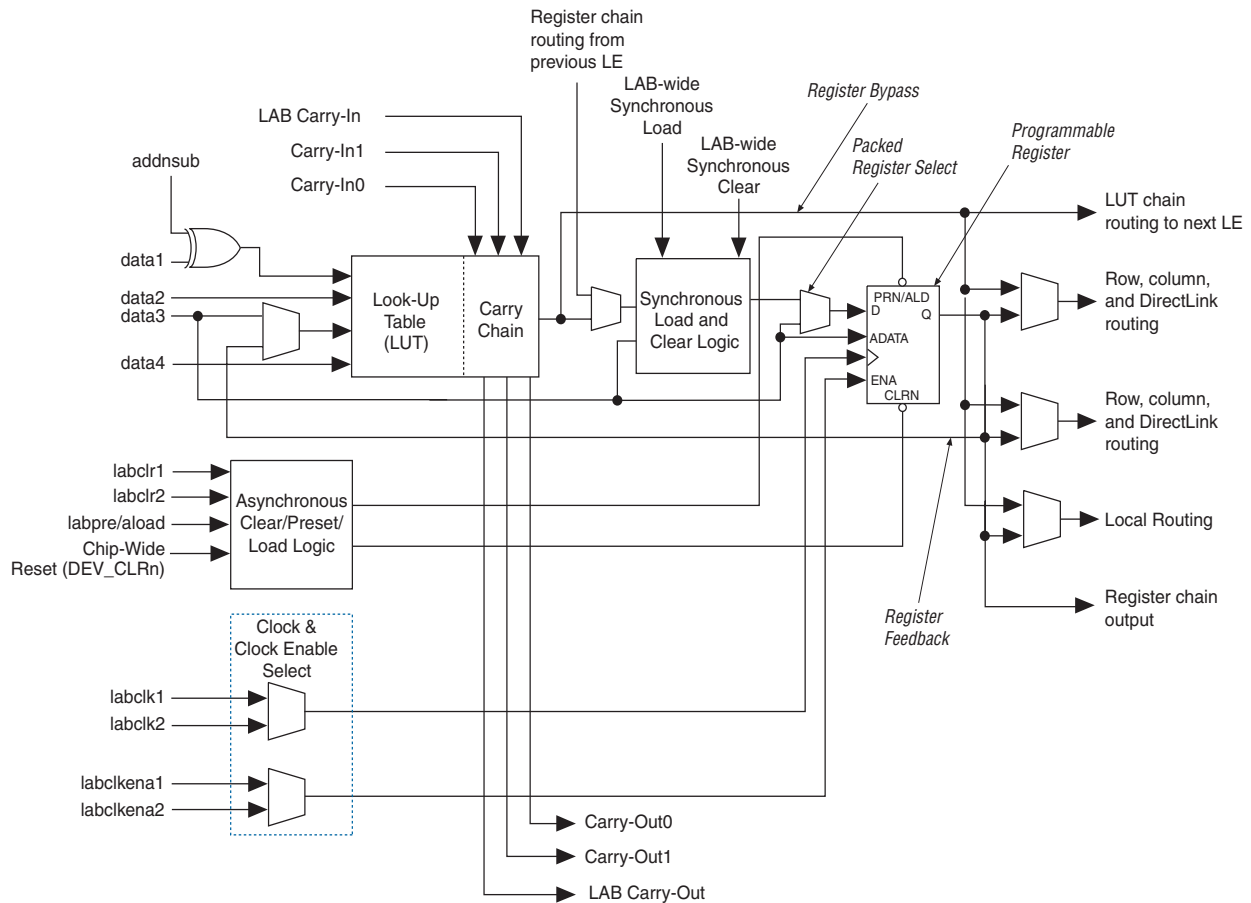 Register chain
routing from
previous LE
LAB-wide
Synchronous
Load
LAB-wide
Synchronous
Clear
Register Bypass
Packed
Register Select
Programmable
Register
LAB Carry-In
Carry-In1
Carry-In0
addnsub
data1
data2
data3
data4
Look-Up
Table
(LUT)
Carry
Chain
Synchronous
Load and
Clear Logic
PRN/ALD
D
Q
ADATA
ENA
CLRN
LUT chain
routing to next LE
Row, column,
and DirectLink
routing
Row, column,
and DirectLink
routing
Local Routing
Register chain
output
Register
Feedback
labclr1
labclr2
labpre/aload
Chip-Wide
Reset (DEV_CLRn)
Asynchronous
Clear/Preset/
Load Logic
Clock &
Clock Enable
Select
labclk1
labclk2
labclkena1
labclkena2
Carry-Out0
Carry-Out1
LAB Carry-Out